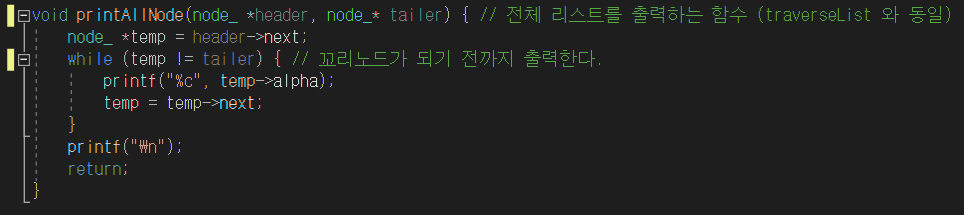 void printAllNode(node_ *header, node_* tailer) { // 전체 리스트를 출력하는 함수 (traverseList 와 동일)
node_ *temp = header->next;
while (temp != tailer) { // 꼬리노드가 되기 전까지 출력한다.
printf("%c", temp->alpha);
temp = temp->next;
}
printf("₩n");
return;
}